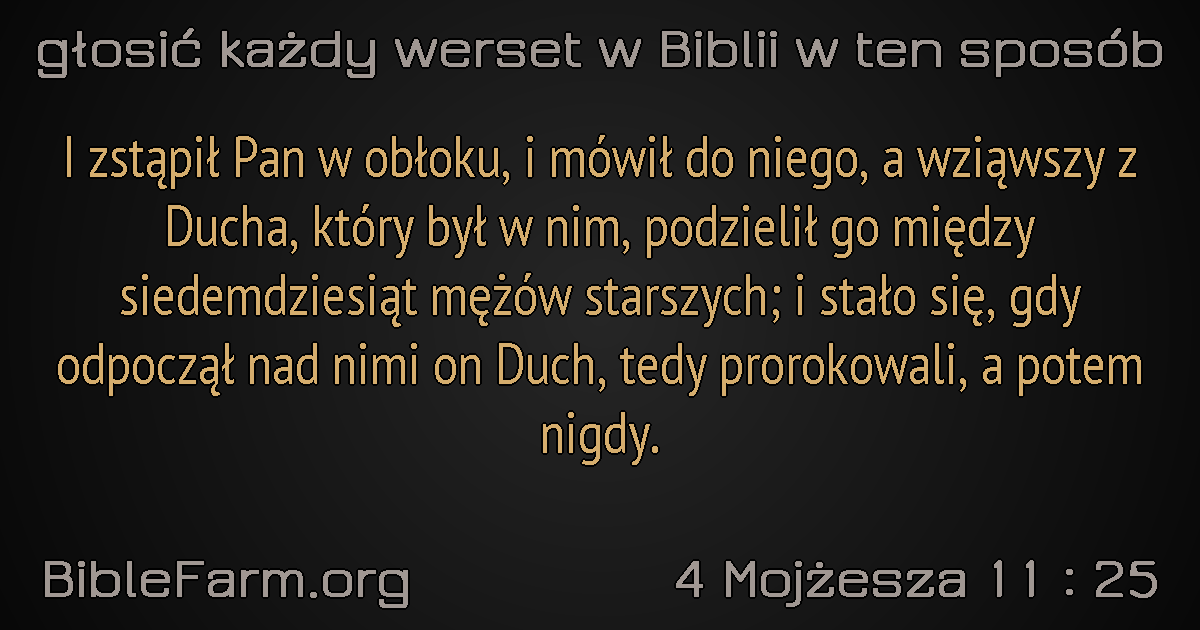 głosić każdy werset w Biblii w ten sposób
I zstąpił Pan w obłoku, i mówił do niego, a wziąwszy z
Ducha, który był w nim, podzielił go między
siedemdziesiąt mężów starszych; i stało się, gdy
odpoczął nad nimi on Duch, tedy prorokowali, a potem
nigdy.
BibleFarm.org
4 Mojżesza 11 : 25